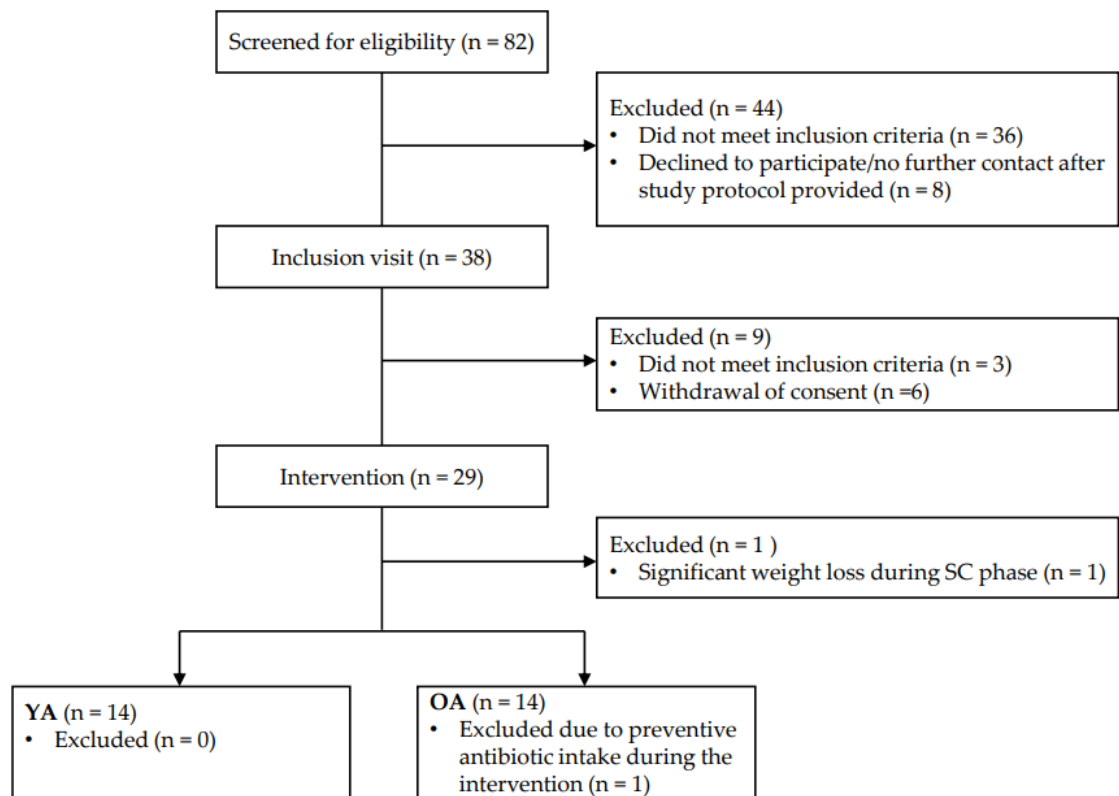 Screened for eligibility (n = 82)
Excluded (n = 44)
• Did not meet inclusion criteria (n = 36)
• Declined to participate/no further contact after
study protocol provided (n = 8)
Inclusion visit (n = 38)
Excluded (n = 9)
• Did not meet inclusion criteria (n = 3)
• Withdrawal of consent (n =6)
Intervention (n = 29)
Excluded (n = 1 )
• Significant weight loss during SC phase (n = 1)
YA (n = 14)
• Excluded (n = 0)
OA (n = 14)
• Excluded due to preventive
antibiotic intake during the
intervention (n = 1)